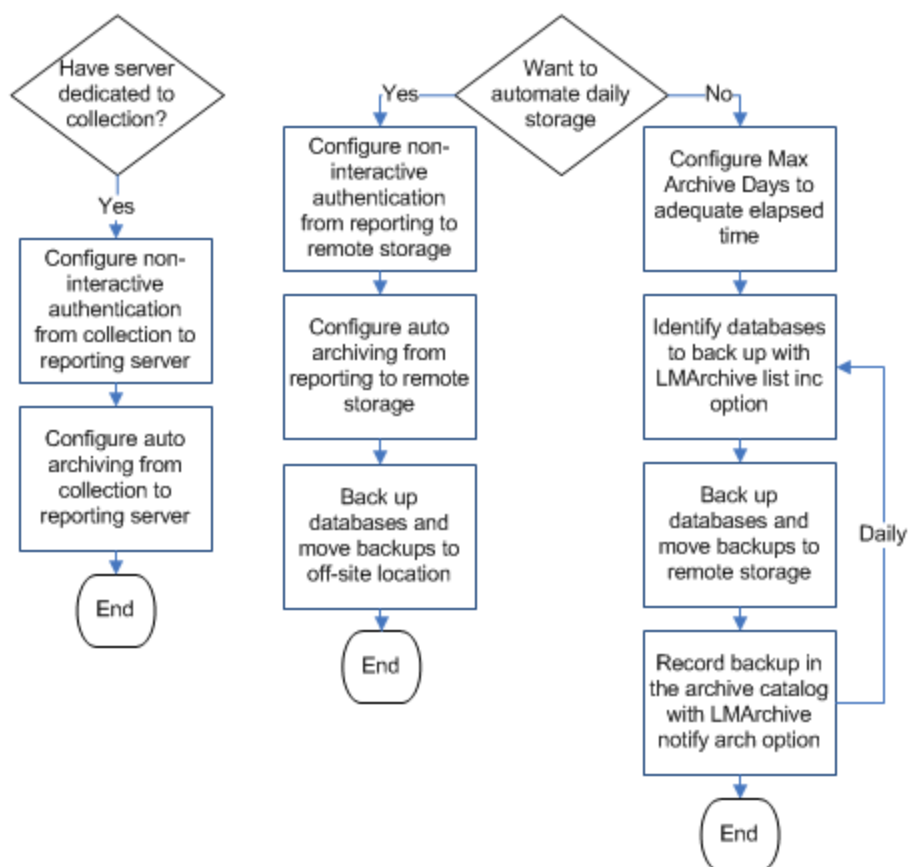 Have server
dedicated to
collection?
Yes
Configure non-
interactive
authentication
from collection to
reporting server
Configure auto
archiving from
collection to
reporting server
End
Want to
automate daily
storage
Yes
Configure non-
interactive
authentication
from reporting to
remote storage
Configure auto
archiving from
reporting to remote
storage
Back up
databases and
move backups to
off-site location
End
No
Configure Max
Archive Days to
adequate elapsed
time
Identify databases
to back up with
LMArchive list inc
option
Back up
databases and
move backups to
remote storage
Record backup in
the archive catalog
with LMArchive
notify arch option
Daily
End